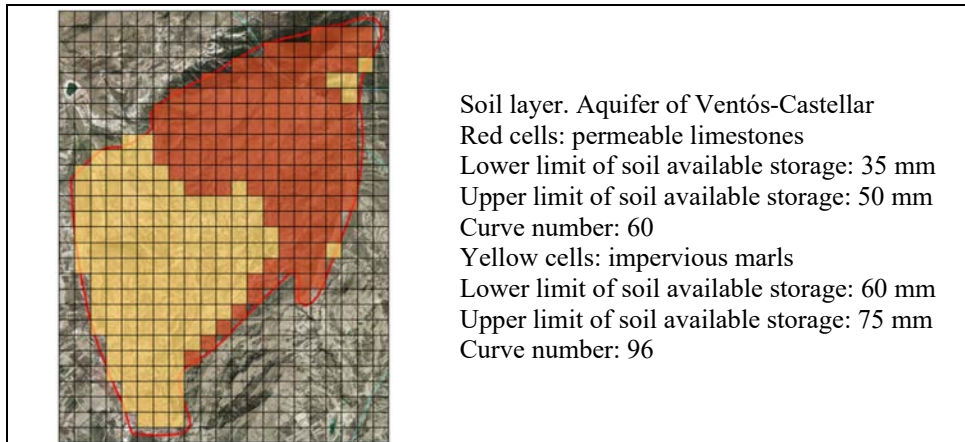 Soil layer. Aquifer of Ventós-Castellar
Red cells: permeable limestones
Lower limit of soil available storage: 35 mm
Upper limit of soil available storage: 50 mm
Curve number: 60
Yellow cells: impervious marls
Lower limit of soil available storage: 60 mm
Upper limit of soil available storage: 75 mm
Curve number: 96